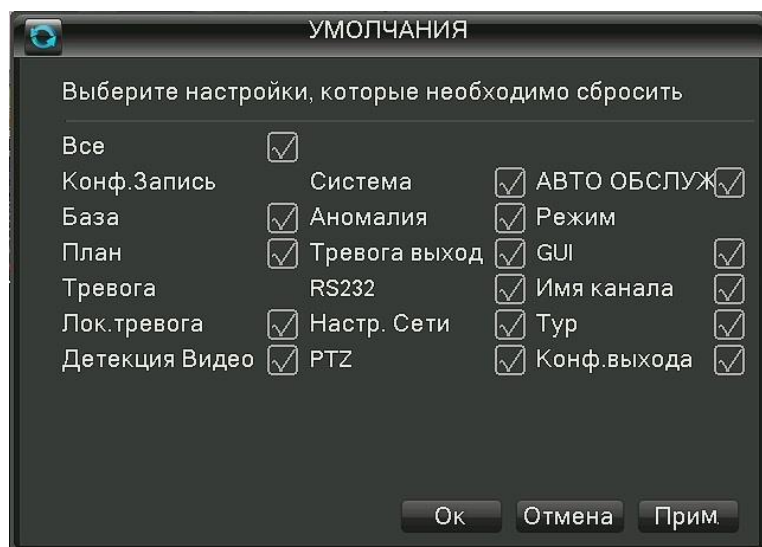 УМОЛЧАНИЯ
Выберите настройки, которые необходимо сбросить
Все
Конф.Запись Система АВТО ОБСЛУЖ
База Аномалия Режим
План Тревога выход GUI
Тревога RS232 Имя канала
Лок.тревога Настр. Сети Тур
Детекция Видео PTZ Конф.выхода
Ок Отмена Прим.